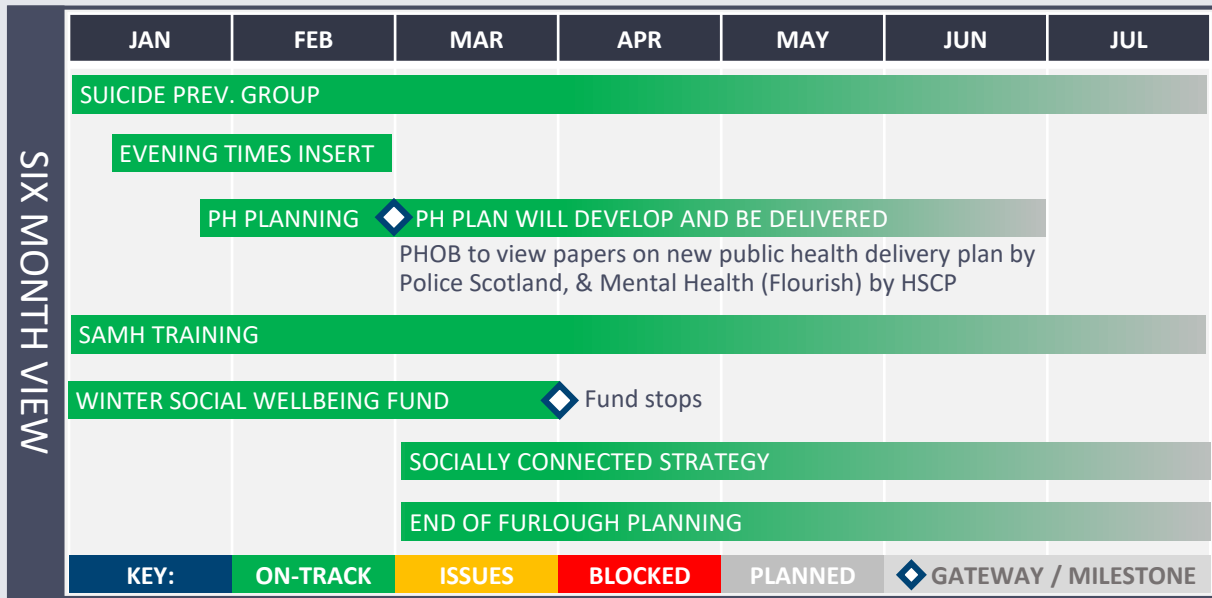 SIX MONTH VIEW
JAN FEB MAR APR MAY JUN JUL
SUICIDE PREV. GROUP
EVENING TIMES INSERT
PH PLANNING PH PLAN WILL DEVELOP AND BE DELIVERED
PHOB to view papers on new public health delivery plan by
Police Scotland, & Mental Health (Flourish) by HSCP
SAMH TRAINING
WINTER SOCIAL WELLBEING FUND Fund stops
SOCIALLY CONNECTED STRATEGY
END OF FURLOUGH PLANNING
KEY: ON-TRACK ISSUES BLOCKED PLANNED GATEWAY / MILESTONE